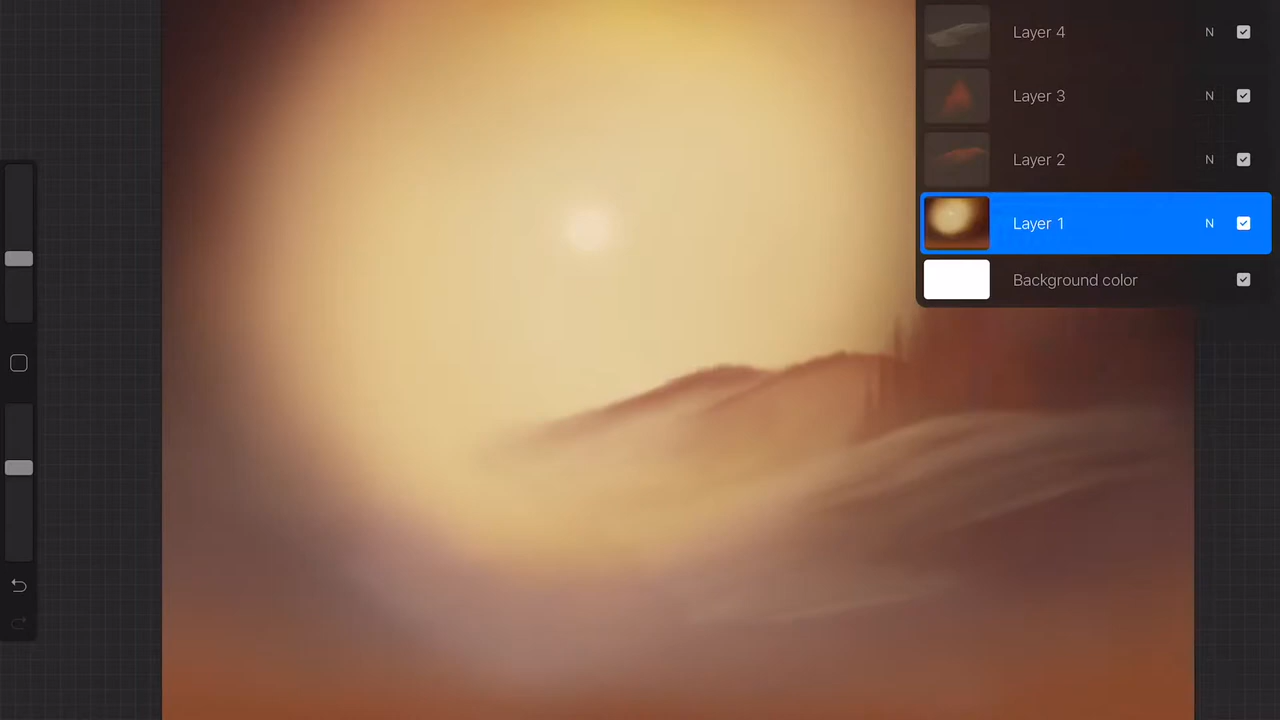 Layer 4 N
Layer 3 N
Layer 2 N
Layer 1 N
Background color